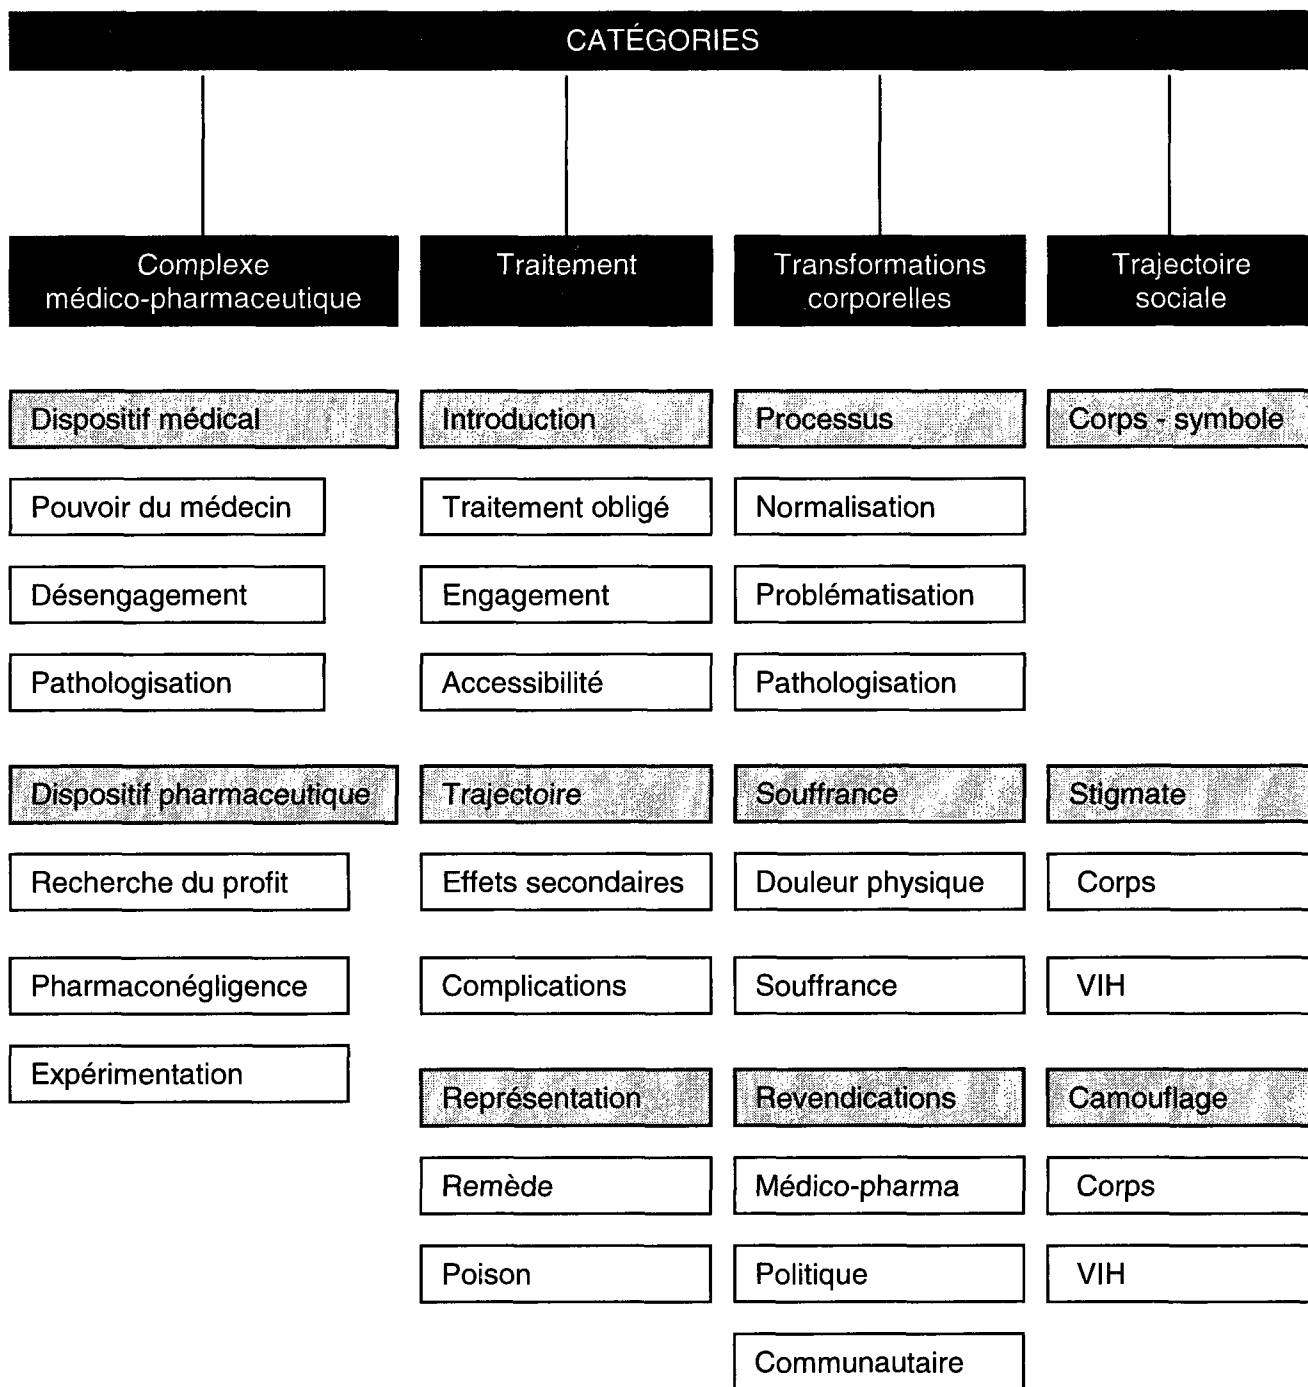 CATÉGORIES
Complexe
médico-pharmaceutique
Traitement
Transformations
corporelles
Trajectoire
sociale
Dispositif médical
Pouvoir du médecin
Désengagement
Pathologisation
Dispositif pharmaceutique
Recherche du profit
Pharmaconégligence
Expérimentation
Introduction
Traitement obligé
Engagement
Accessibilité
Trajectoire
Effets secondaires
Complications
Représentation
Remède
Poison
Processus
Normalisation
Problématisation
Pathologisation
Souffrance
Douleur physique
Souffrance
Revendications
Médico-pharma
Politique
Communautaire
Corps - symbole
Stigmate
Corps
VIH
Camouflage
Corps
VIH